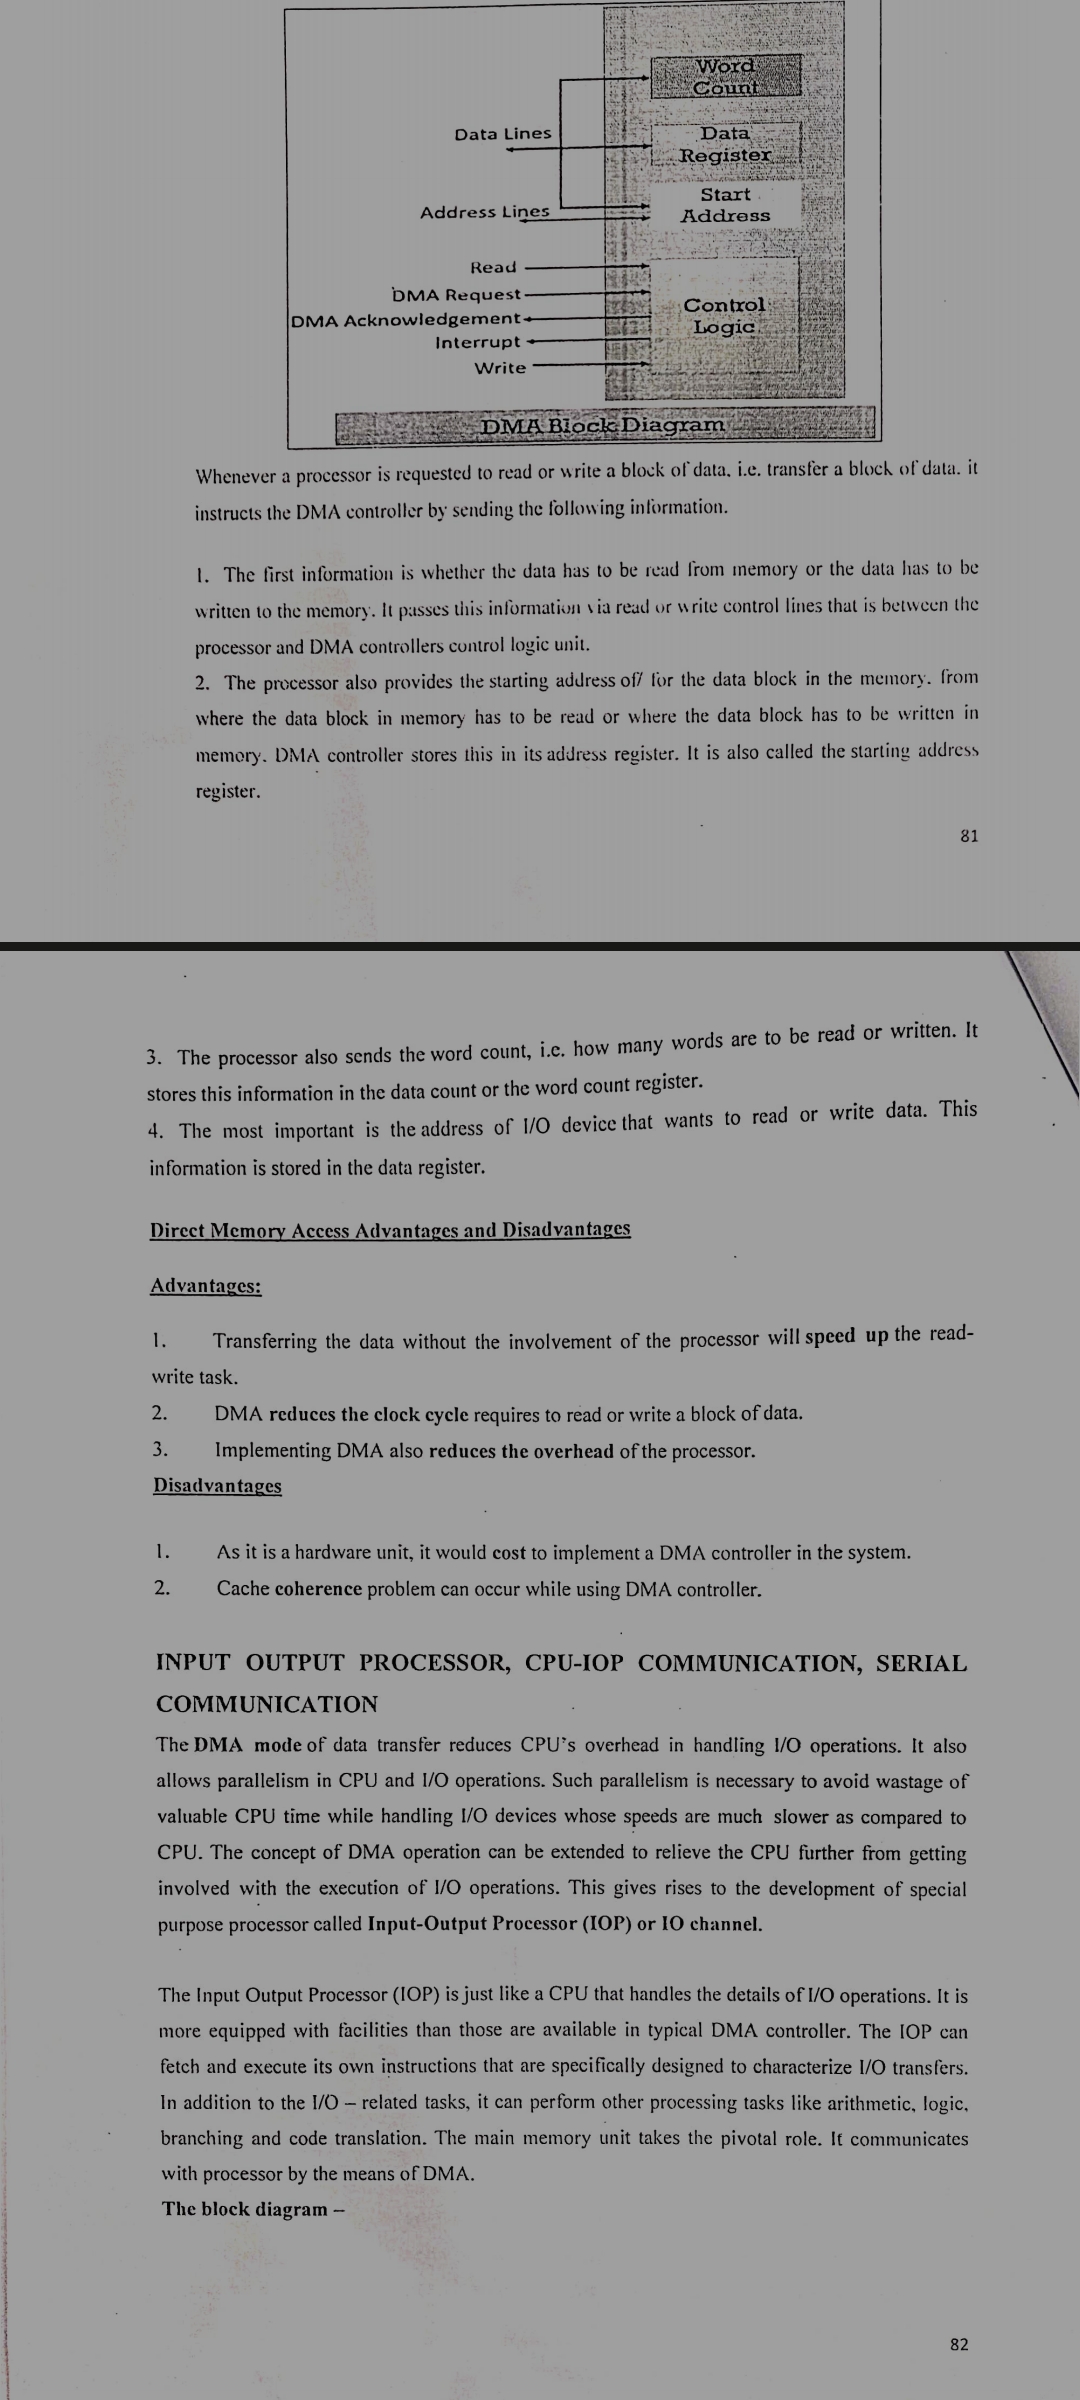 Word
Count
Data Lines
Data
Register
Start
Address Lines
Address
Read
DMA Request
Control
DMA Acknowledgement
Logic
Interrupt
Write
DMA Block Diagram
Whenever a processor is requested to read or write a block of data, i.e. transfer a block of data, it
instructs the DMA controller by sending the following information.
1. The first information is whether the data has to be read from memory or the data has to be
written to the memory. It passes this information via read or write control lines that is between the
processor and DMA controllers control logic unit.
2. The processor also provides the starting address of/ for the data block in the memory, from
where the data block in memory has to be read or where the data block has to be written in
memory. DMA controller stores this in its address register. It is also called the starting address
register.
81
3. The processor also sends the word count, i.e. how many words are to be read or written. It
stores this information in the data count or the word count register.
4. The most important is the address of I/O device that wants to read or write data. This
information is stored in the data register.
Direct Memory Access Advantages and Disadvantages
Advantages:
1. Transferring the data without the involvement of the processor will speed up the read-
write task.
2. DMA reduces the clock cycle requires to read or write a block of data.
3. Implementing DMA also reduces the overhead of the processor.
Disadvantages
1. As it is a hardware unit, it would cost to implement a DMA controller in the system.
2. Cache coherence problem can occur while using DMA controller.
INPUT OUTPUT PROCESSOR, CPU-IOP COMMUNICATION, SERIAL
COMMUNICATION
The DMA mode of data transfer reduces CPU's overhead in handling I/O operations. It also
allows parallelism in CPU and I/O operations. Such parallelism is necessary to avoid wastage of
valuable CPU time while handling I/O devices whose speeds are much slower as compared to
CPU. The concept of DMA operation can be extended to relieve the CPU further from getting
involved with the execution of I/O operations. This gives rises to the development of special
purpose processor called Input-Output Processor (IOP) or IO channel.
The Input Output Processor (IOP) is just like a CPU that handles the details of I/O operations. It is
more equipped with facilities than those are available in typical DMA controller. The IOP can
fetch and execute its own instructions that are specifically designed to characterize I/O transfers.
In addition to the I/O – related tasks, it can perform other processing tasks like arithmetic, logic,
branching and code translation. The main memory unit takes the pivotal role. It communicates
with processor by the means of DMA.
The block diagram –
82